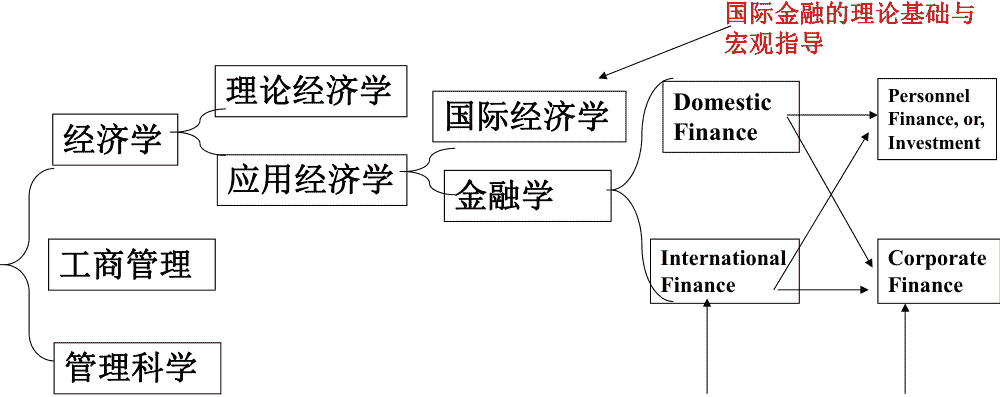 国际金融的理论基础与
宏观指导
理论经济学
国际经济学
经济学
应用经济学
金融学
Domestic
Finance
Personnel
Finance, or,
Investment
工商管理
International
Finance
Corporate
Finance
管理科学